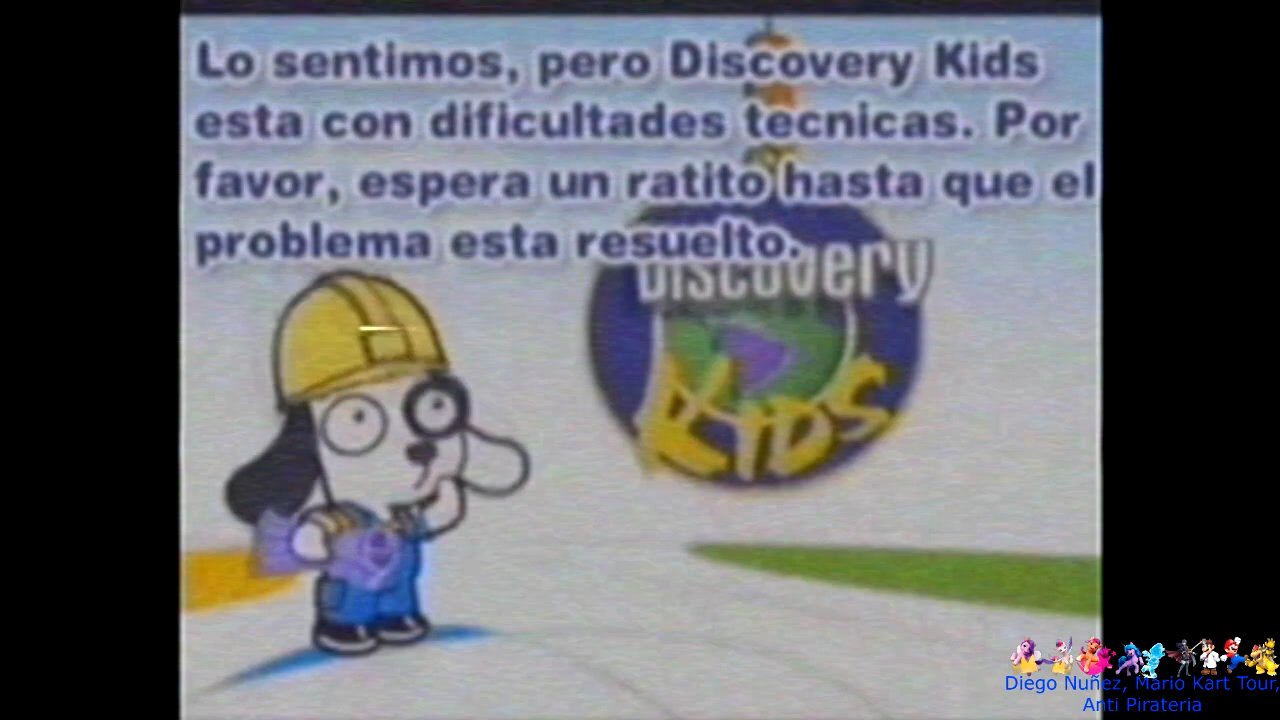 Lo sentimos, pero Discovery Kids
esta con dificultades tecnicas. Por
favor, espera un ratito hasta que el
problema esta resuelto.
Discovery
KIDS
Diego Nuñez, Mario Kart Tour,
Anti Pirateria